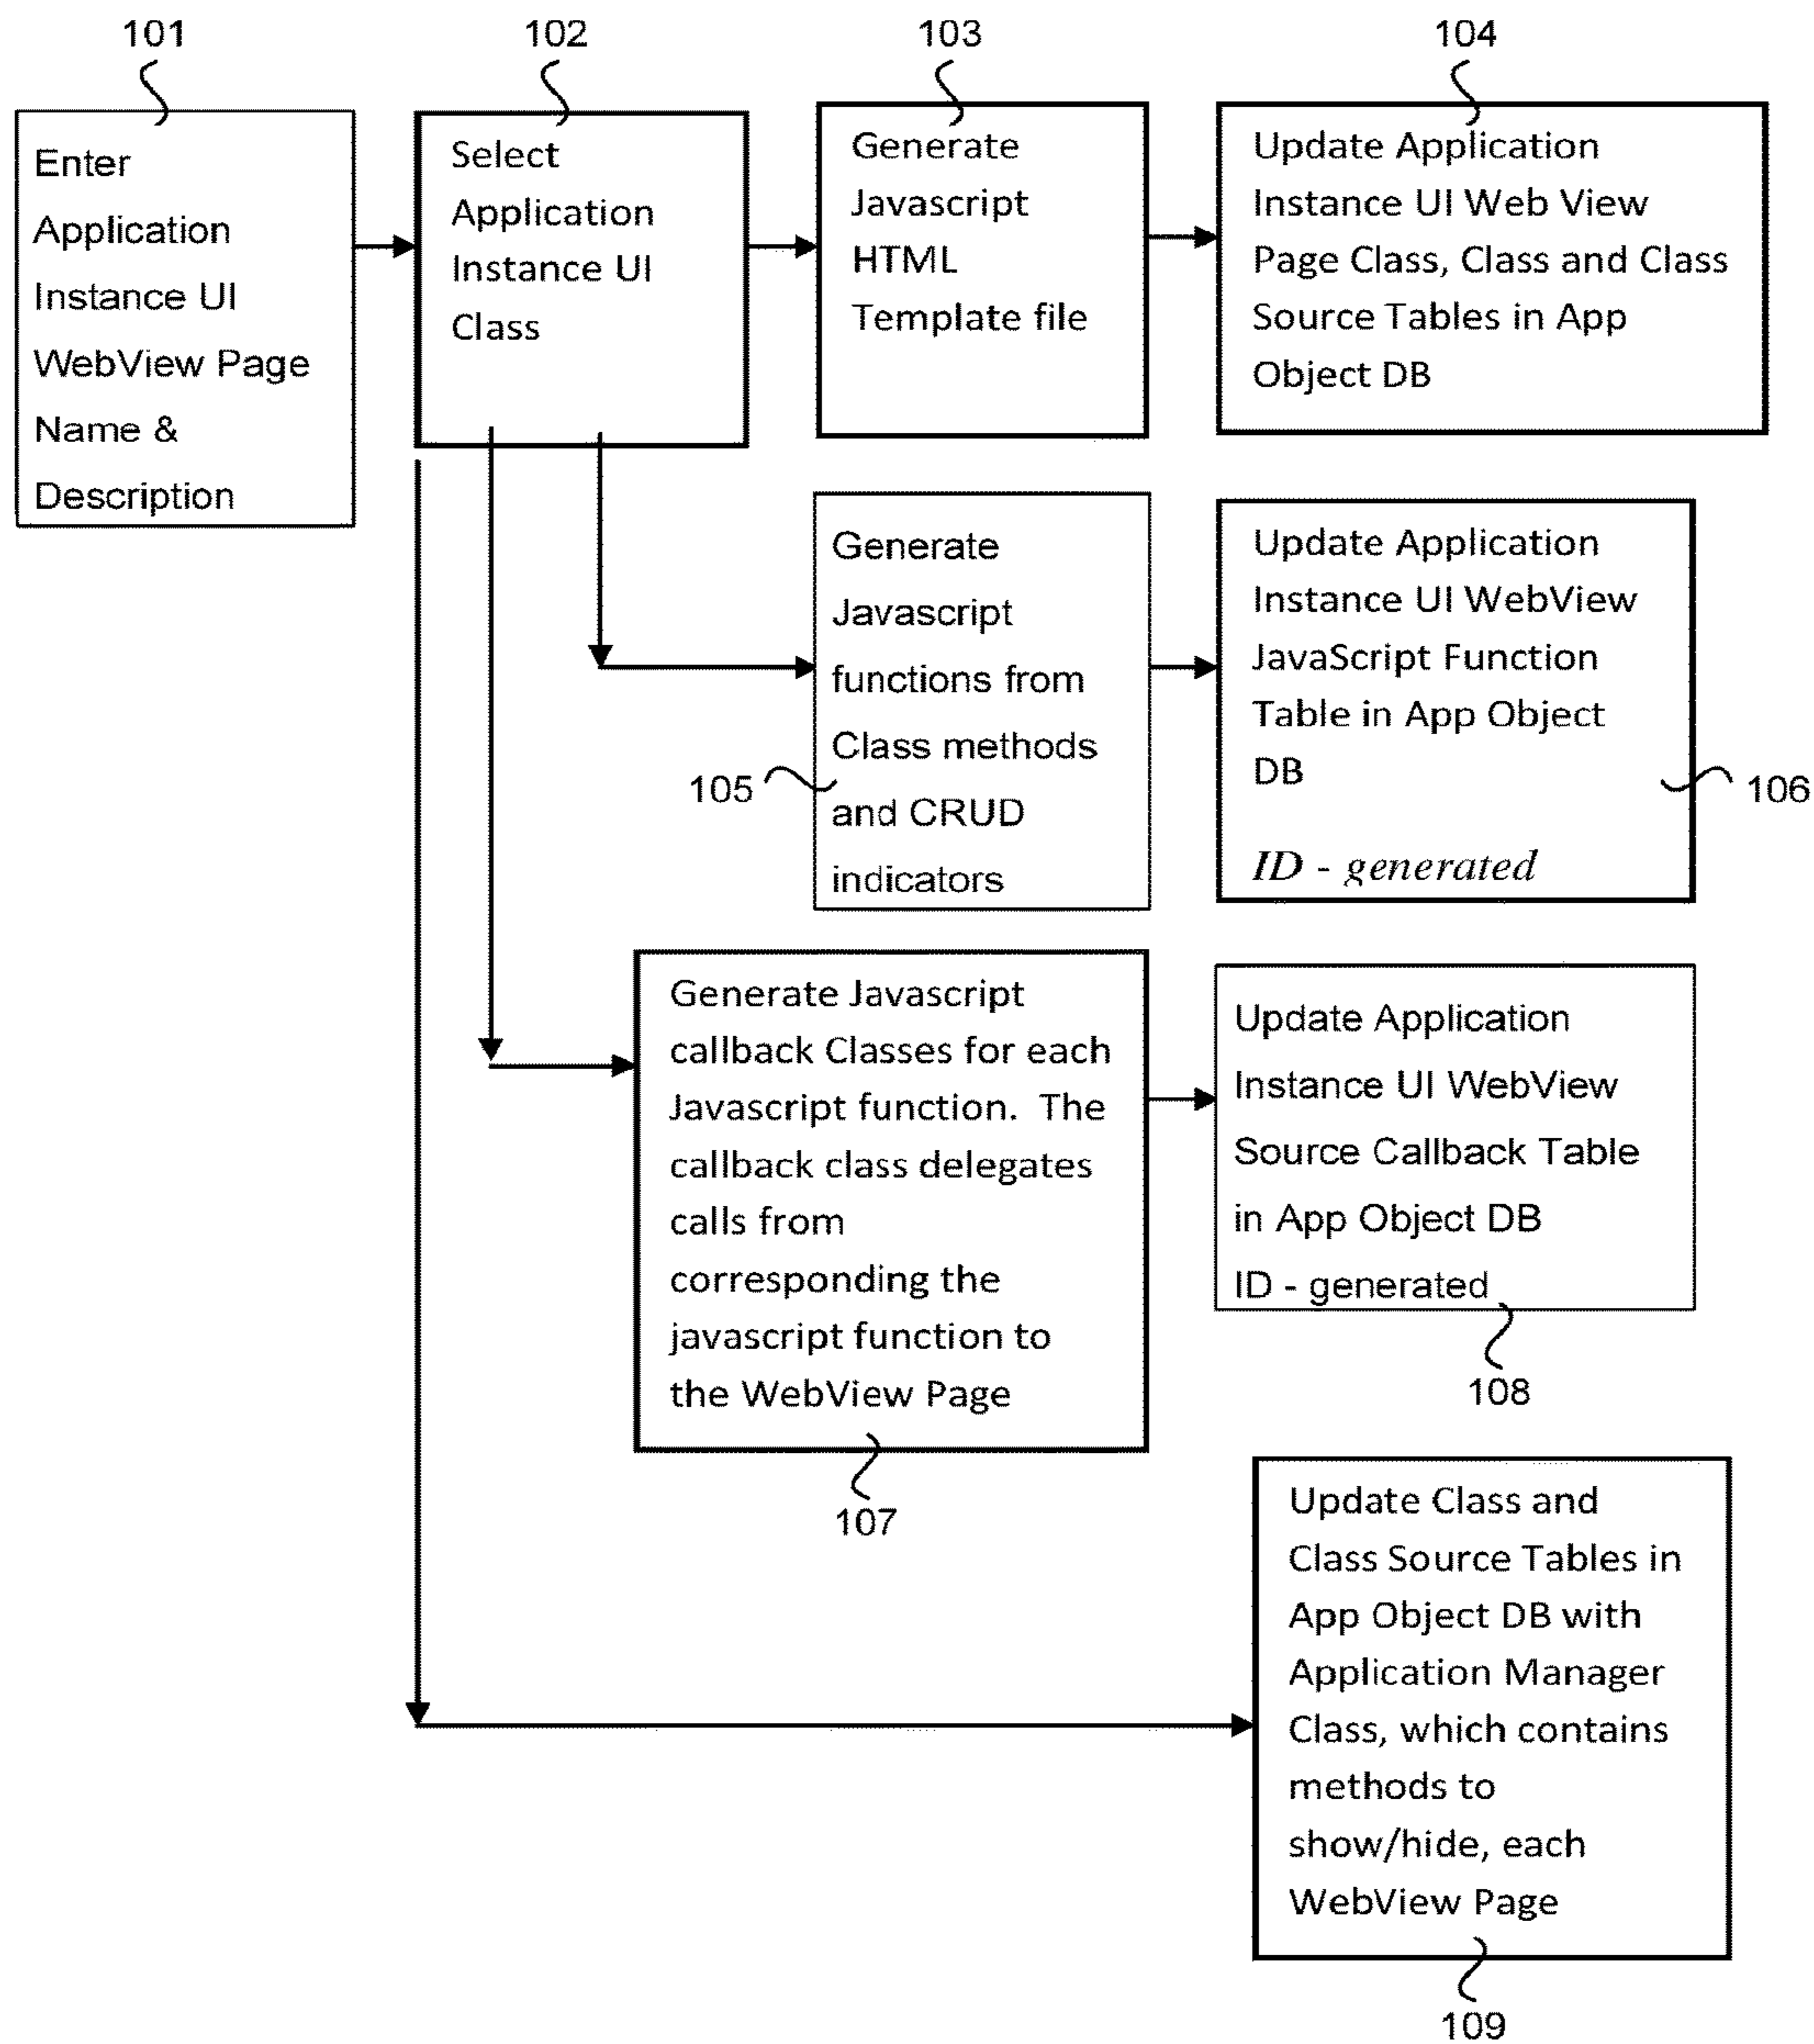 101
102
103
104
Enter
Application
Instance UI
WebView Page
Name &
Description
Select
Application
Instance UI
Class
Generate
Javascript
HTML
Template file
Update Application
Instance UI Web View
Page Class, Class and Class
Source Tables in App
Object DB
Generate
Javascript
functions from
Class methods
and CRUD
indicators
105
Update Application
Instance UI WebView
JavaScript Function
Table in App Object
DB
ID - generated
106
Generate Javascript
callback Classes for each
Javascript function.  The
callback class delegates
calls from
corresponding the
javascript function to
the WebView Page
107
Update Application
Instance UI WebView
Source Callback Table
in App Object DB
ID - generated
108
Update Class and
Class Source Tables in
App Object DB with
Application Manager
Class, which contains
methods to
show/hide, each
WebView Page
109